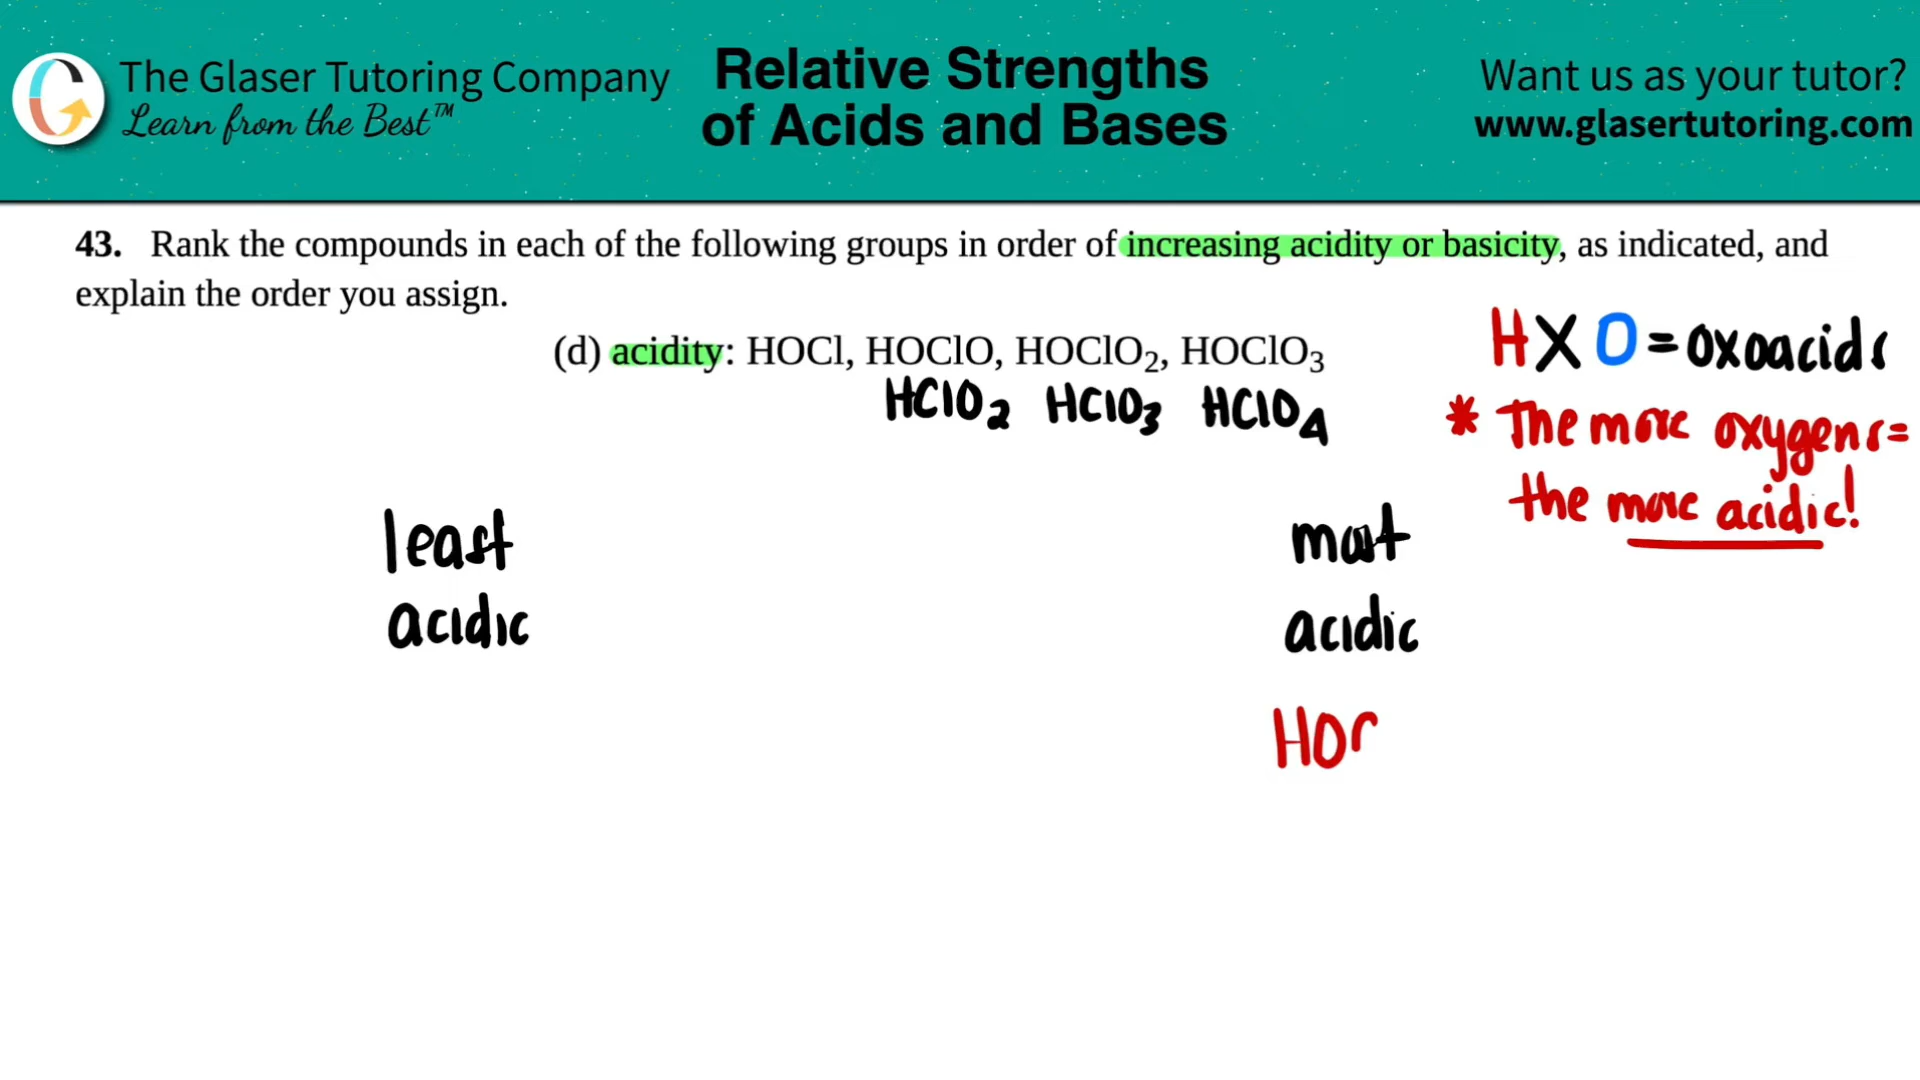 The Glaser Tutoring Company
Learn from the Best™
Relative Strengths
of Acids and Bases
Want us as your tutor?
www.glasertutoring.com
43. Rank the compounds in each of the following groups in order of increasing acidity or basicity, as indicated, and
explain the order you assign.
(d) acidity: HOCl, HOClO, HOClO₂, HOClO₃
HClO₂ HClO₃ HClO₄
HXO = oxoacids
* The more oxygens =
the more acidic!
least
acidic
most
acidic
HO